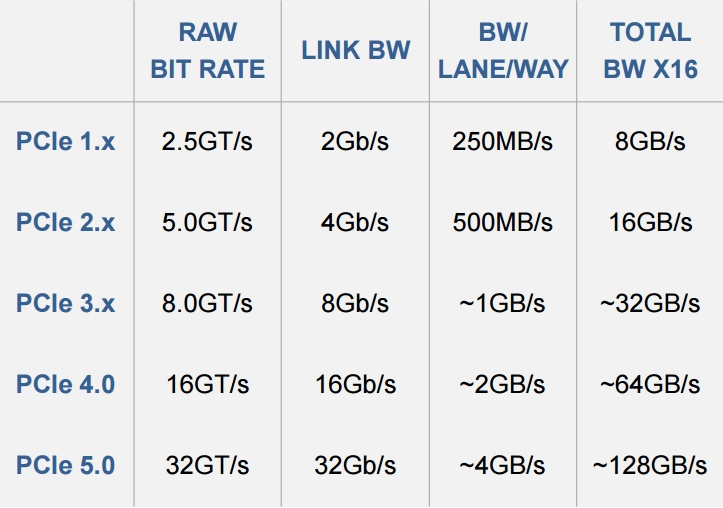 RAW BIT RATE LINK BW BW/ LANE/WAY TOTAL BW X16
PCIe 1.x 2.5GT/s 2Gb/s 250MB/s 8GB/s
PCIe 2.x 5.0GT/s 4Gb/s 500MB/s 16GB/s
PCIe 3.x 8.0GT/s 8Gb/s ~1GB/s ~32GB/s
PCIe 4.0 16GT/s 16Gb/s ~2GB/s ~64GB/s
PCIe 5.0 32GT/s 32Gb/s ~4GB/s ~128GB/s